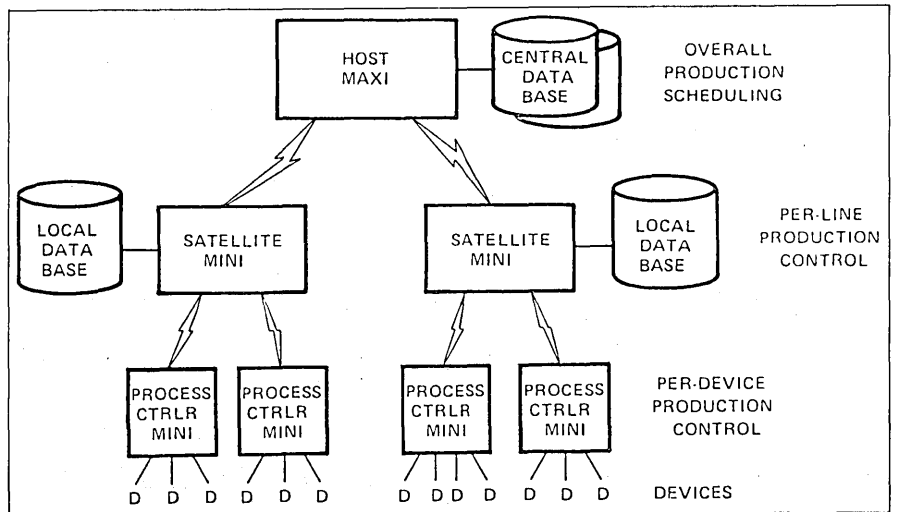 HOST
MAXI
CENTRAL
DATA
BASE
OVERALL
PRODUCTION
SCHEDULING
LOCAL
DATA
BASE
SATELLITE
MINI
SATELLITE
MINI
LOCAL
DATA
BASE
PER-LINE
PRODUCTION
CONTROL
PROCESS
CTRLR
MINI
PROCESS
CTRLR
MINI
PROCESS
CTRLR
MINI
PROCESS
CTRLR
MINI
PER-DEVICE
PRODUCTION
CONTROL
D D D
D D D
D D D D
D D D
DEVICES